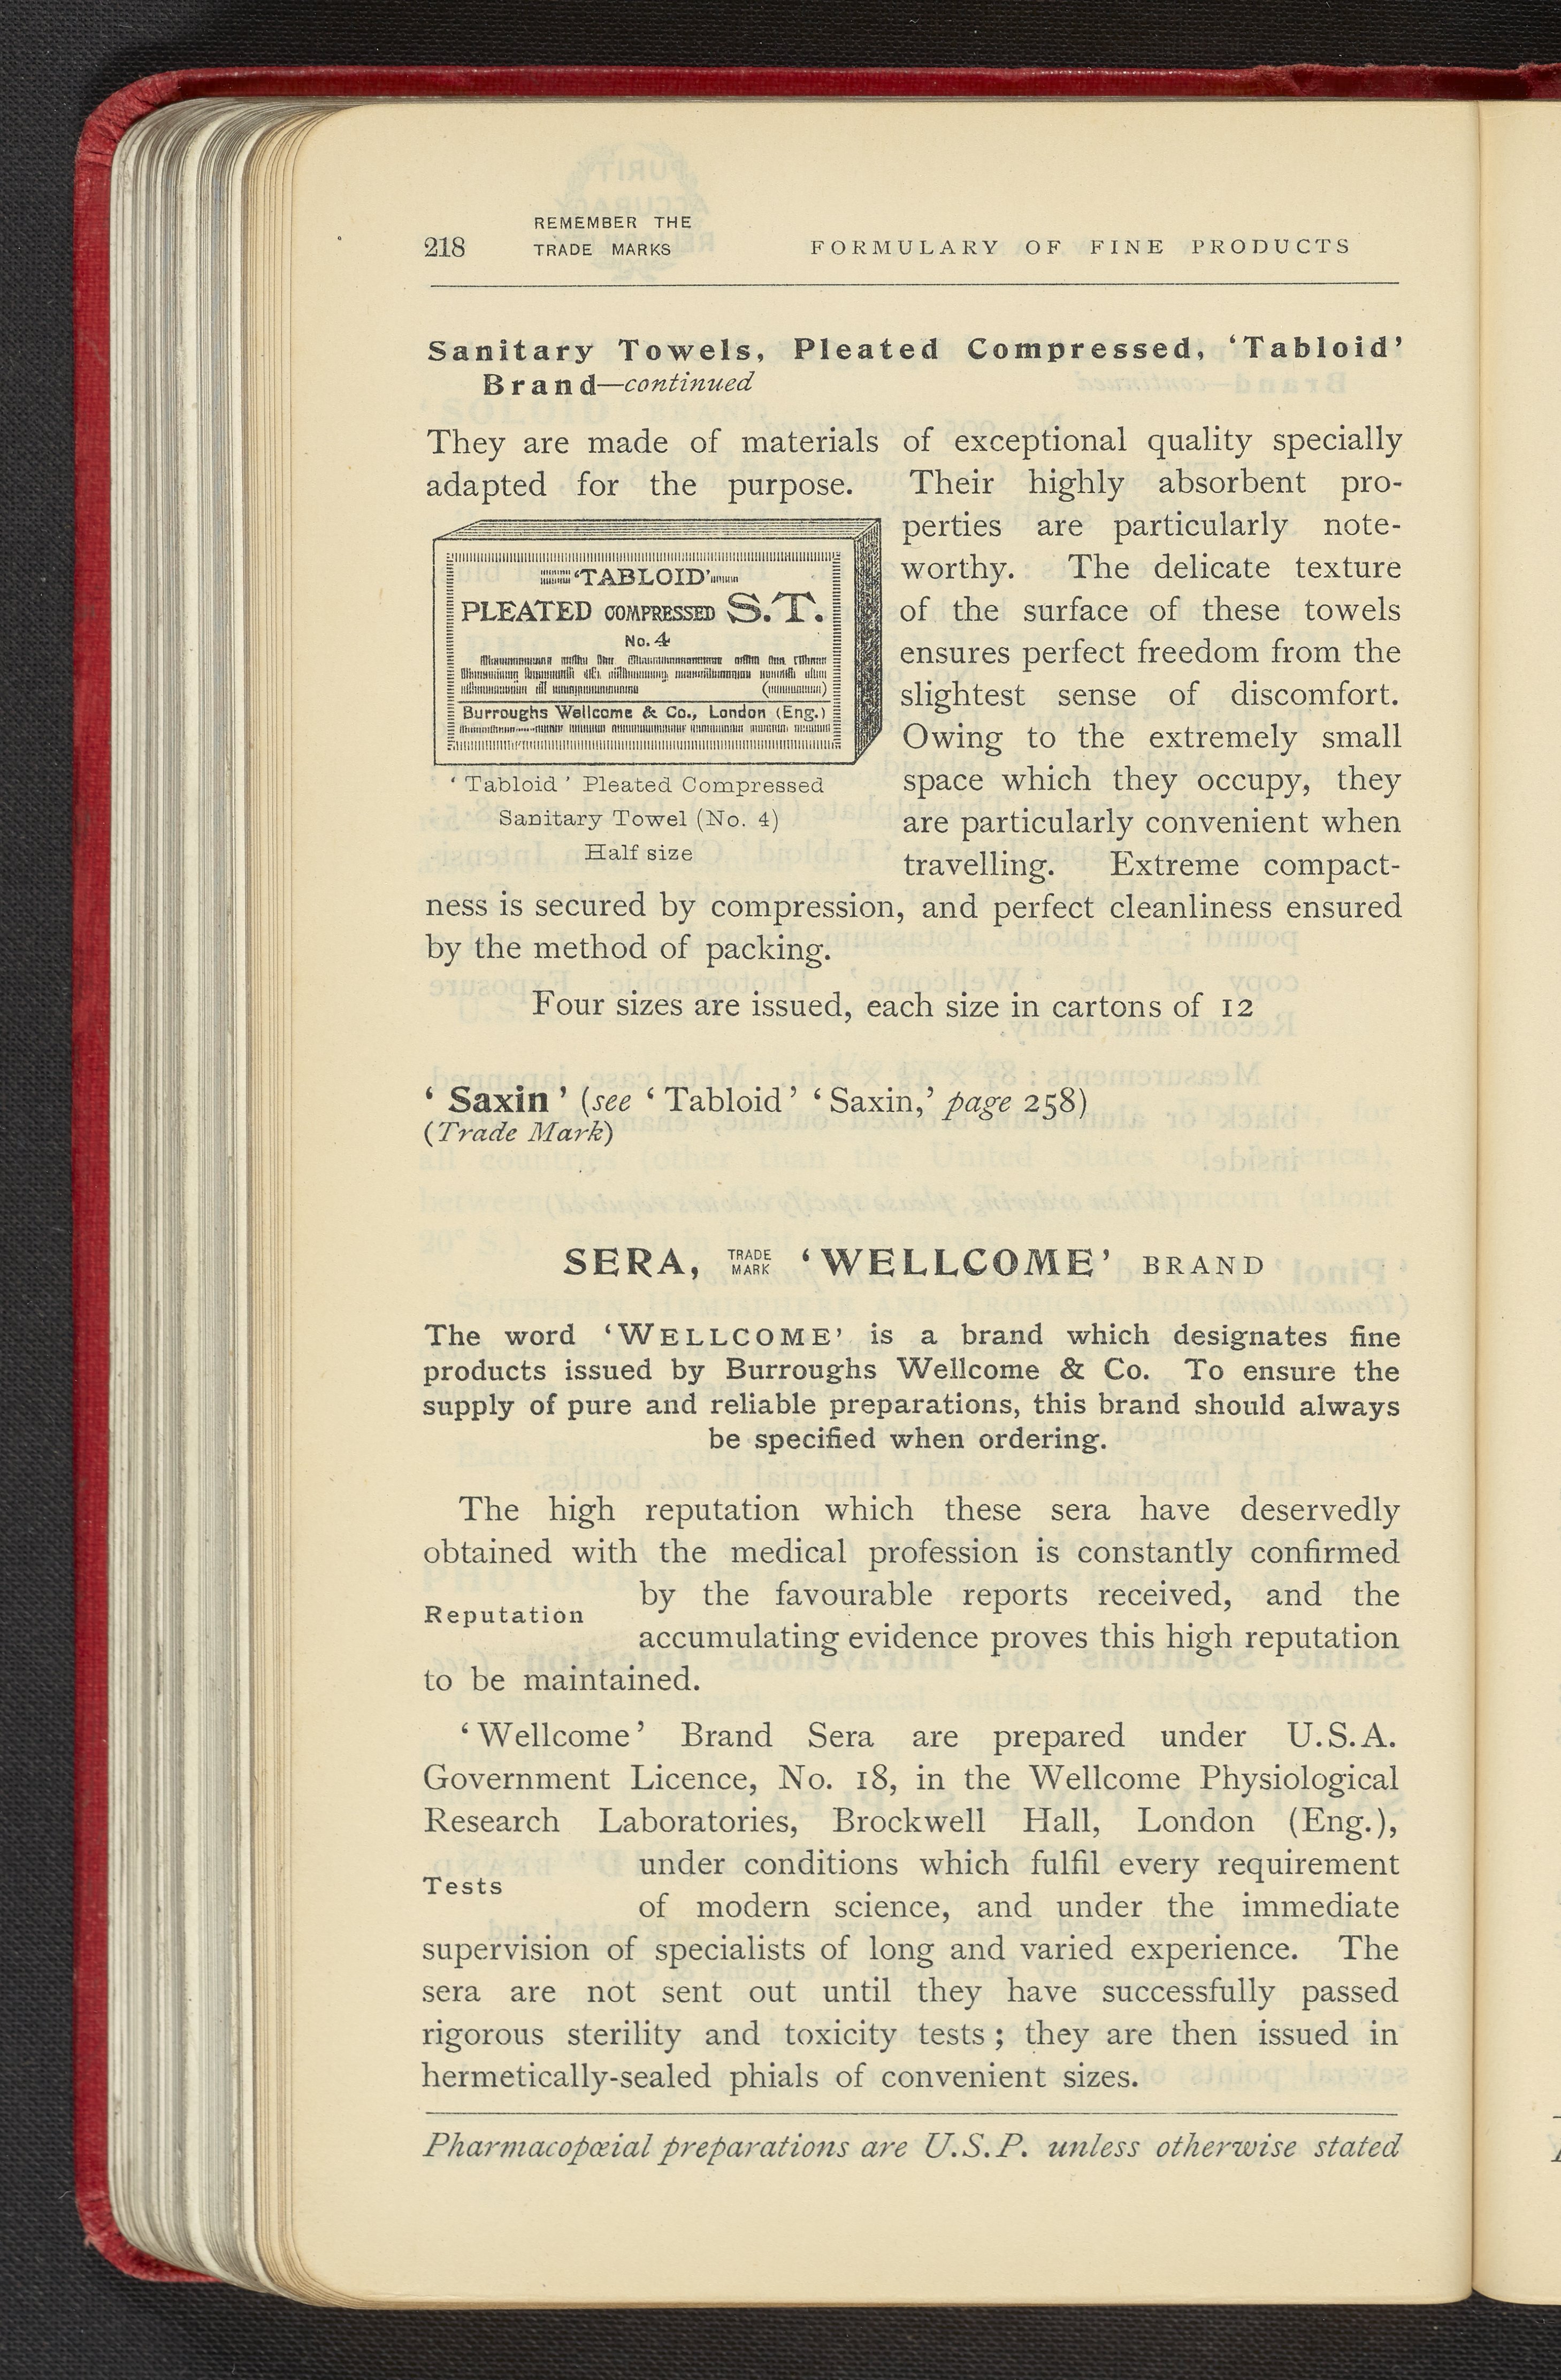 218 REMEMBER THE TRADE MARKS FORMULARY OF FINE PRODUCTS
Sanitary Towels, Pleated Compressed, ‘Tabloid’
Brand—continued
They are made of materials of exceptional quality specially
adapted for the purpose. Their highly absorbent pro-
perties are particularly note-
worthy. The delicate texture
of the surface of these towels
ensures perfect freedom from the
slightest sense of discomfort.
Owing to the extremely small
space which they occupy, they
are particularly convenient when
travelling. Extreme compact-
‘TABLOID’
PLEATED COMPRESSED S.T.
No. 4
Burroughs Wellcome & Co., London (Eng.)
‘ Tabloid ’ Pleated Compressed
Sanitary Towel (No. 4)
Half size
ness is secured by compression, and perfect cleanliness ensured
by the method of packing.
Four sizes are issued, each size in cartons of 12
‘ Saxin ’ (see ‘ Tabloid ’ ‘ Saxin,’ page 258)
(Trade Mark)
SERA, TRADE MARK ‘WELLCOME’ BRAND
The word ‘WELLCOME’ is a brand which designates fine
products issued by Burroughs Wellcome & Co. To ensure the
supply of pure and reliable preparations, this brand should always
be specified when ordering.
The high reputation which these sera have deservedly
obtained with the medical profession is constantly confirmed
Reputation
by the favourable reports received, and the
accumulating evidence proves this high reputation
to be maintained.
‘ Wellcome ’ Brand Sera are prepared under U.S.A.
Government Licence, No. 18, in the Wellcome Physiological
Research Laboratories, Brockwell Hall, London (Eng.),
Tests
under conditions which fulfil every requirement
of modern science, and under the immediate
supervision of specialists of long and varied experience. The
sera are not sent out until they have successfully passed
rigorous sterility and toxicity tests ; they are then issued in
hermetically-sealed phials of convenient sizes.
Pharmacopœial preparations are U.S.P. unless otherwise stated